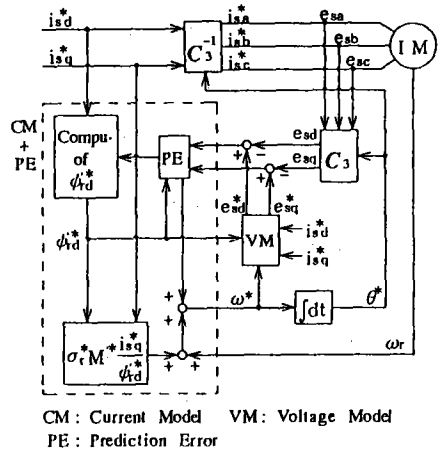 i*sd
i*sq
C3^-1
i*sa
i*sb
i*sc
esa
esb
esc
I M
CM
+
PE
Compu-
of
ψ'*rd
PE
+
−
esd
+
−
esq
C3
e*sd
e*sq
VM
i*sd
i*sq
ψ'*rd
+
+
ω*
∫dt
θ*
σr* M'* i*sq / ψ'*rd
+
+
+
ωr
CM : Current Model VM: Voltage Model
PE : Prediction Error